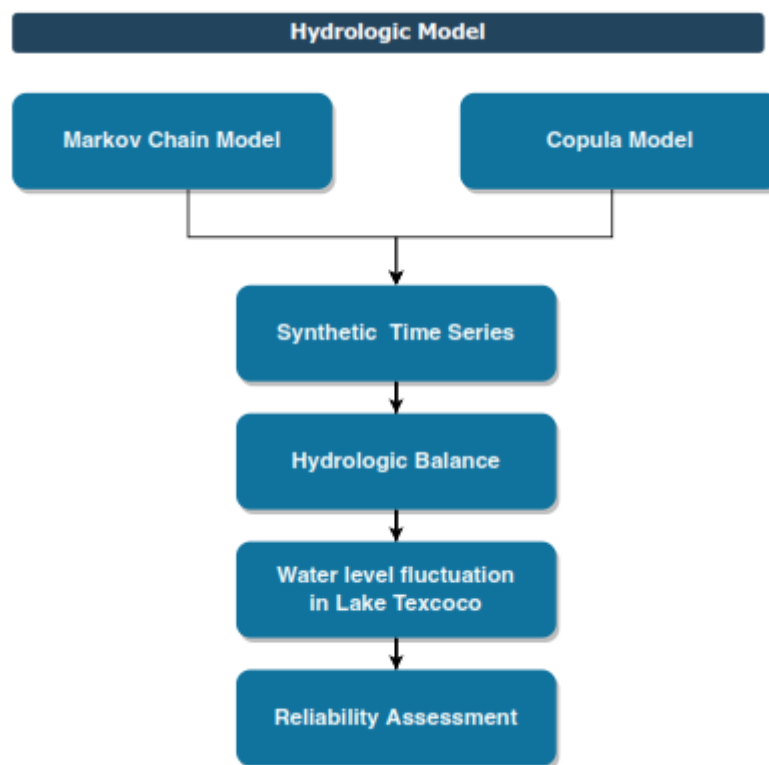 Hydrologic Model
Markov Chain Model
Copula Model
Synthetic Time Series
Hydrologic Balance
Water level fluctuation
in Lake Texcoco
Reliability Assessment